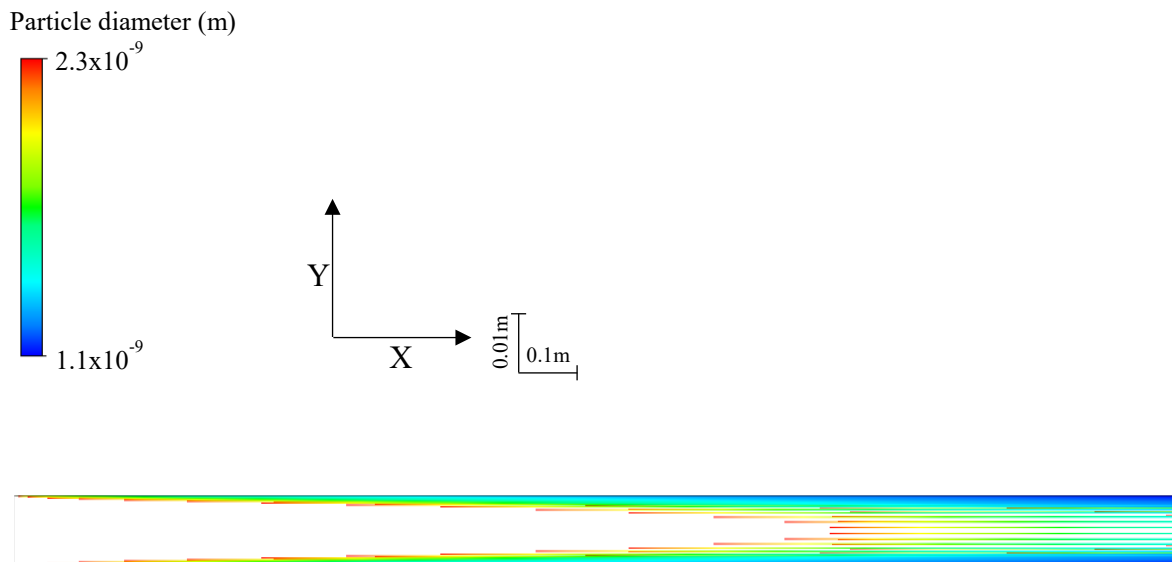 Particle diameter (m)
2.3x10⁻⁹
1.1x10⁻⁹
Y
X
0.01m
0.1m